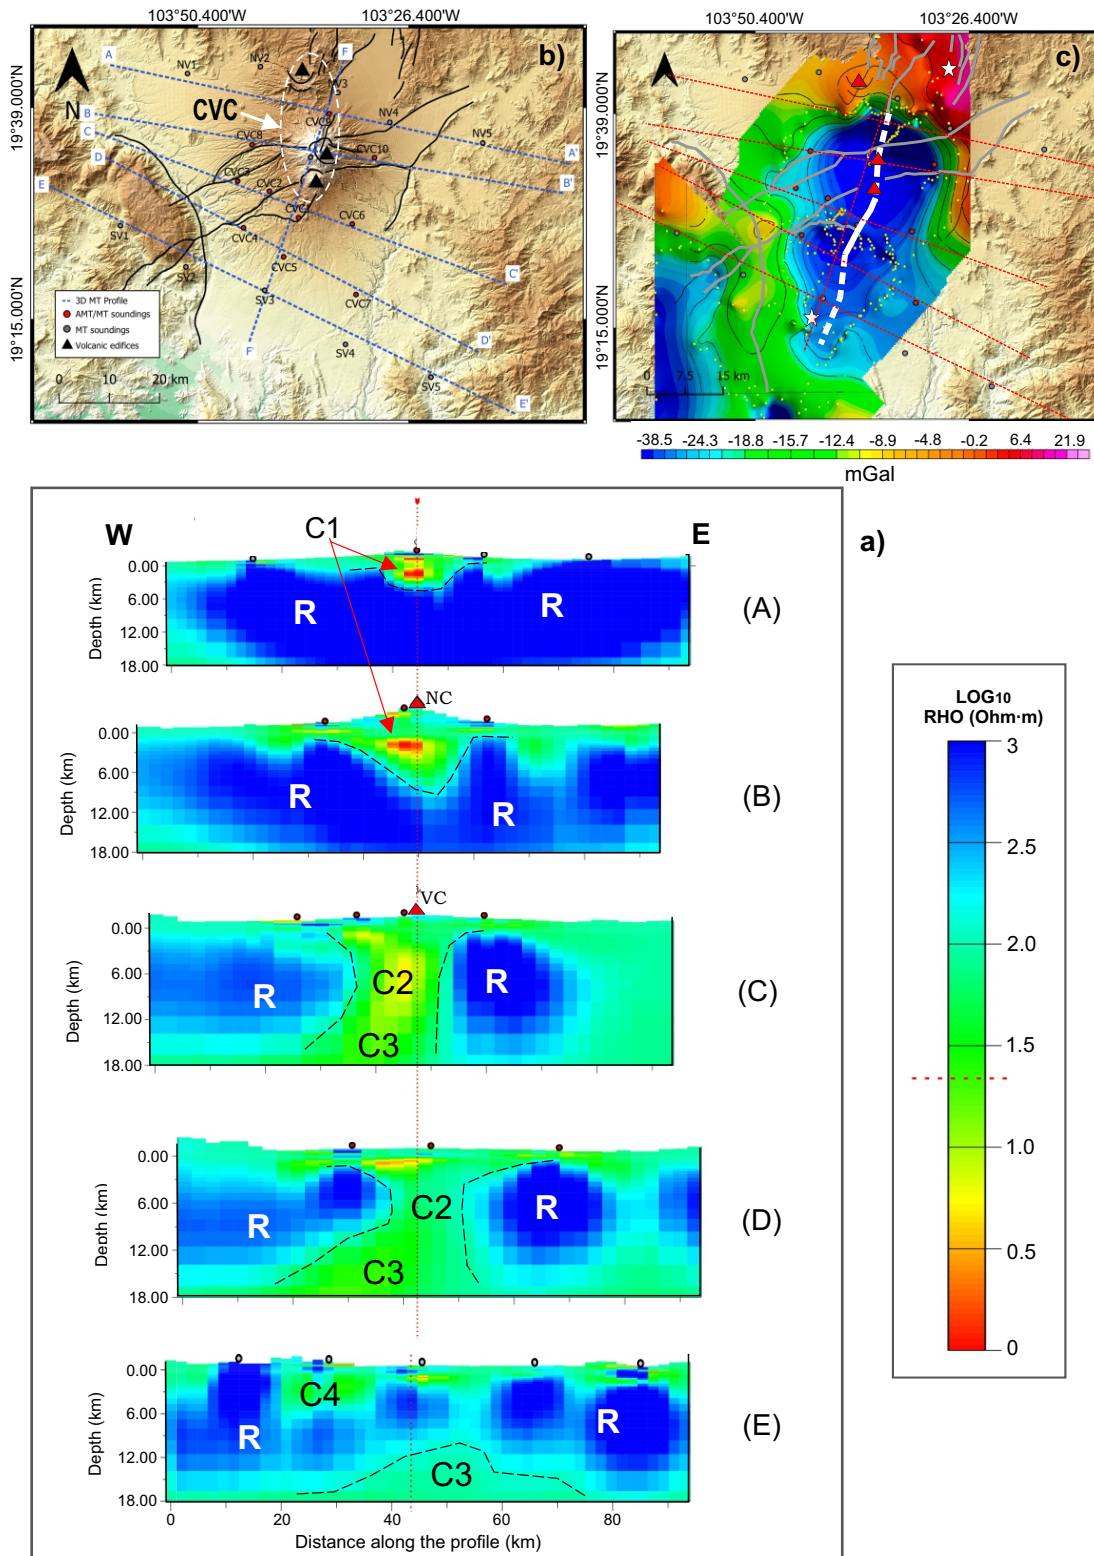 103°50.400'W
103°26.400'W
19°39.000'N
19°15.000'N
b)
A
NV1
NV2
F
NV3
N
CVC
CVC9
NV4
B
CVC8
NV5
C
CVC10
A'
D
CVC3
CVC2
B'
E
CVC1
CVC6
SV1
CVC4
SV2
CVC5
C'
SV3
CVC7
3D MT Profile
AMT/MT soundings
MT soundings
Volcanic edifices
F'
SV4
D'
SV5
0 10 20 km
E'
103°50.400'W
103°26.400'W
c)
19°39.000'N
19°15.000'N
0 7.5 15 km
-38.5 -24.3 -18.8 -15.7 -12.4 -8.9 -4.8 -0.2 6.4 21.9
mGal
a)
W
E
C1
Depth (km)
0.00
6.00
12.00
18.00
R
R
(A)
NC
Depth (km)
0.00
6.00
12.00
18.00
R
R
(B)
VC
Depth (km)
0.00
6.00
12.00
18.00
R
C2
R
C3
(C)
Depth (km)
0.00
6.00
12.00
18.00
R
C2
R
C3
(D)
Depth (km)
0.00
6.00
12.00
18.00
R
C4
R
C3
(E)
0 20 40 60 80
Distance along the profile (km)
LOG10
RHO (Ohm·m)
3
2.5
2.0
1.5
1.0
0.5
0